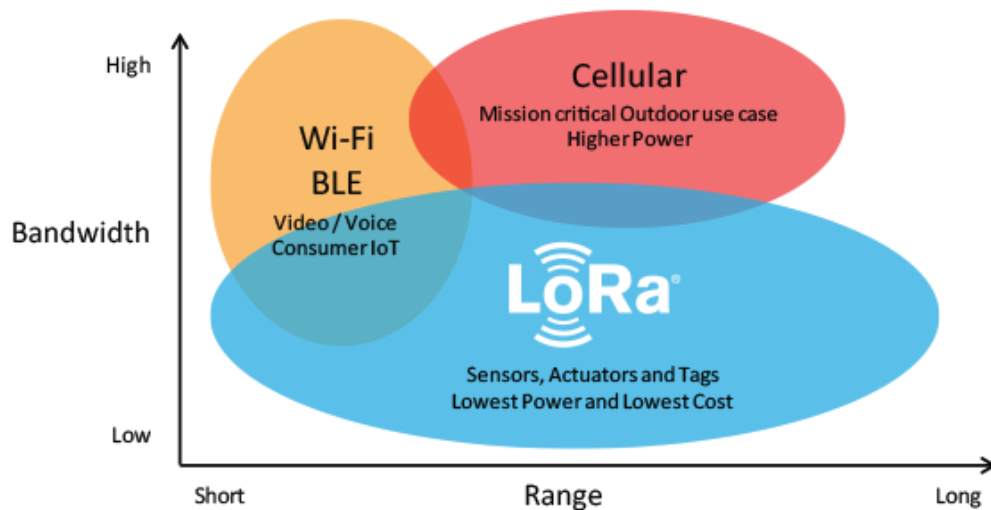 High
Bandwidth
Low
Wi-Fi
BLE
Video / Voice
Consumer IoT
Cellular
Mission critical Outdoor use case
Higher Power
LoRa®
Sensors, Actuators and Tags
Lowest Power and Lowest Cost
Short
Range
Long